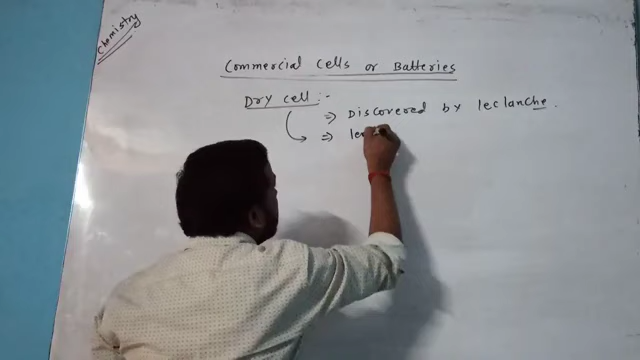 Chemistry
Commercial Cells or Batteries
Dry cell :-
⇒ Discovered by leclanche.
⇒